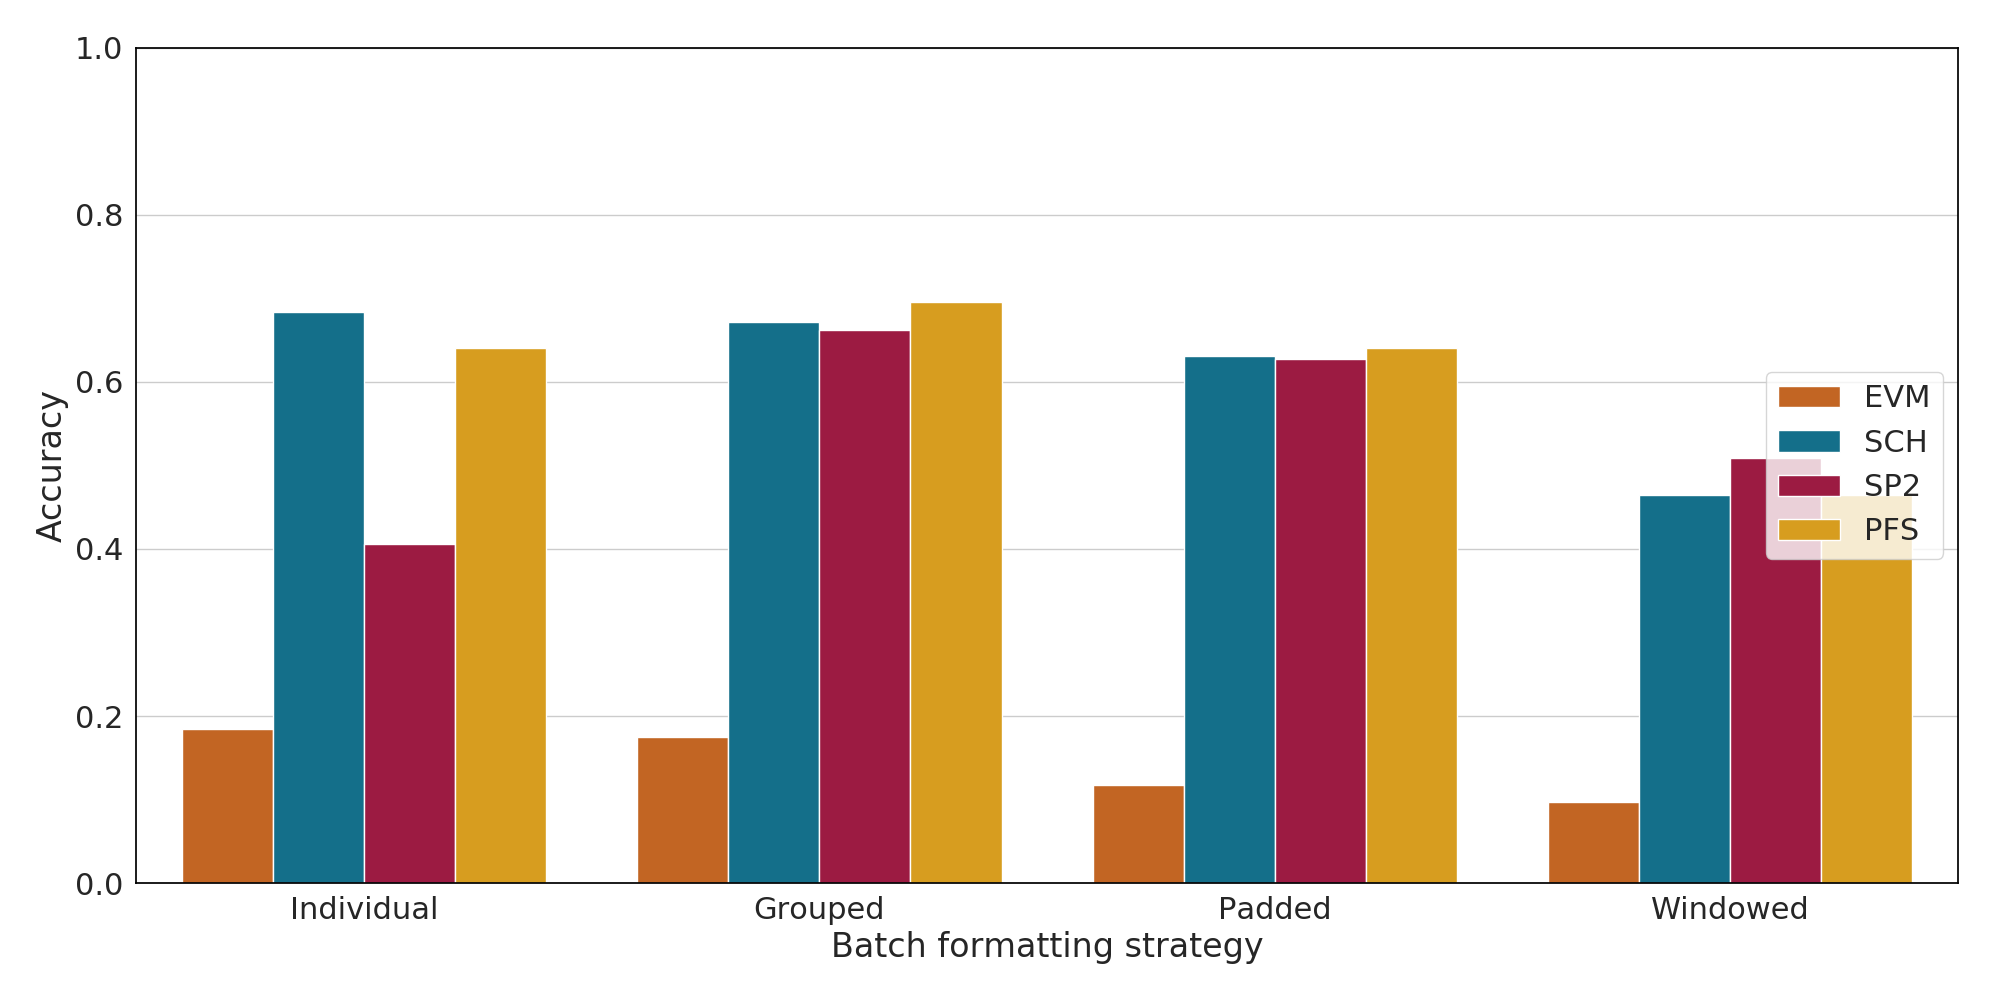 1.0
0.8
0.6
0.4
0.2
0.0
Accuracy
EVM
SCH
SP2
PFS
Individual
Grouped
Padded
Windowed
Batch formatting strategy